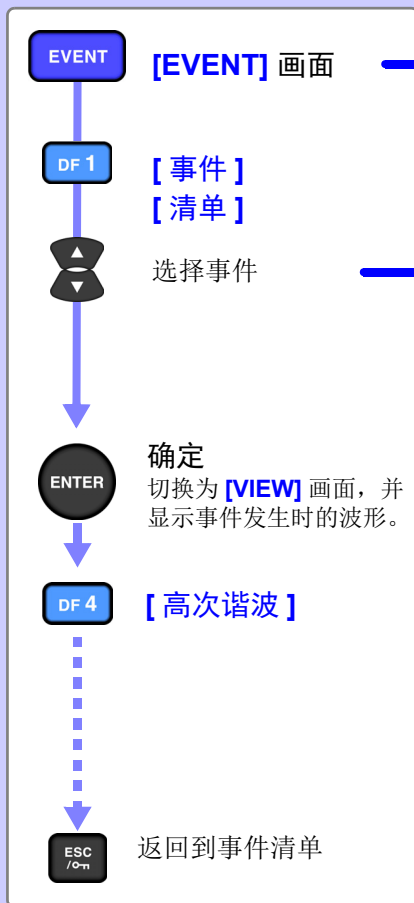 EVENT [EVENT] 画面
DF 1 [ 事件 ]
[ 清单 ]
选择事件
ENTER 确定
切换为 [VIEW] 画面，并
显示事件发生时的波形。
DF 4 [ 高次谐波 ]
ESC 返回到事件清单
/